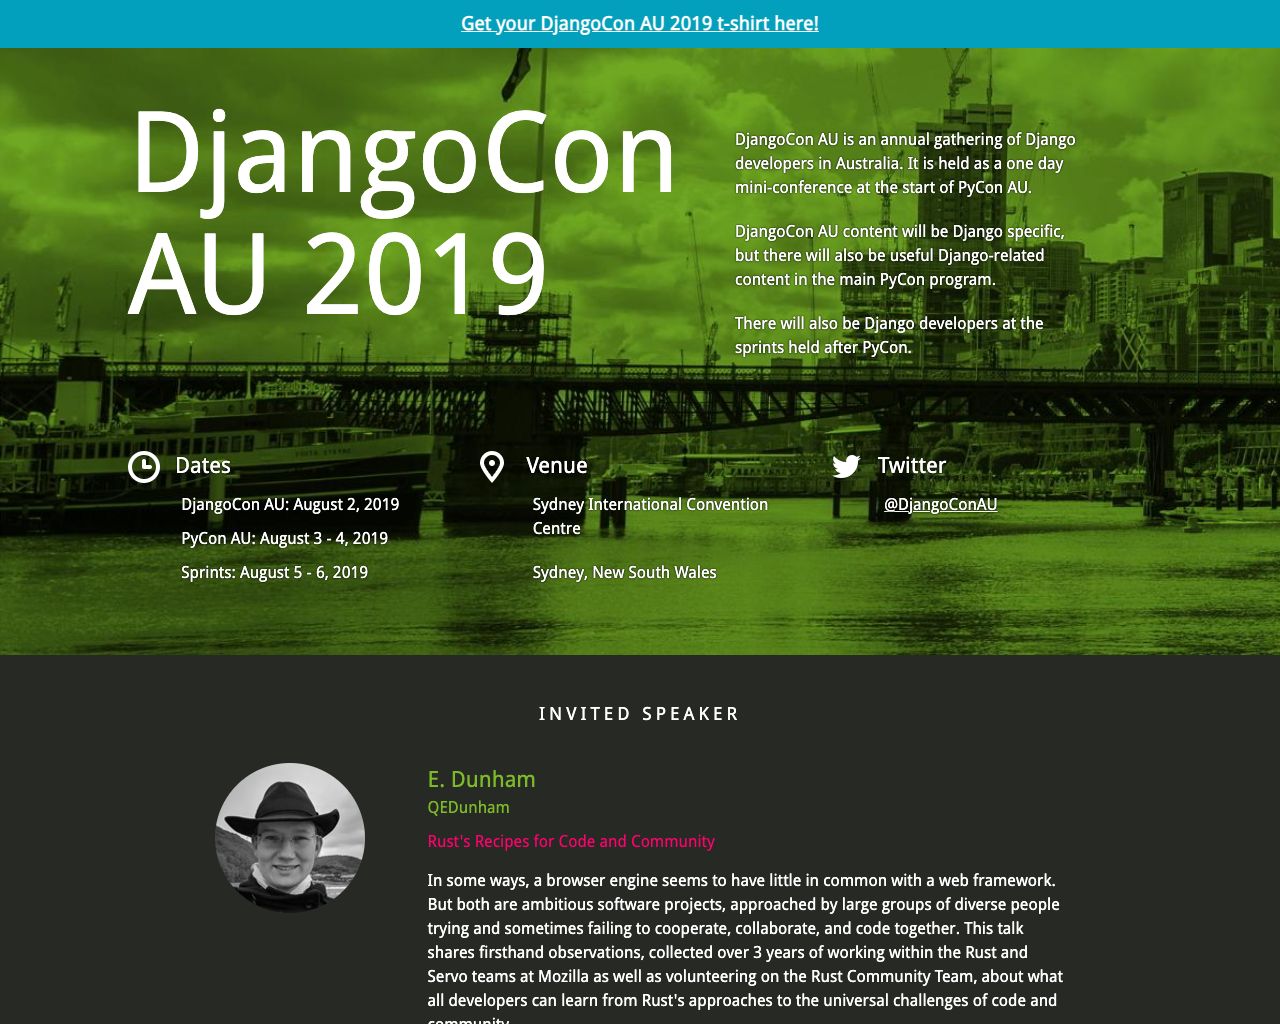 Get your DjangoCon AU 2019 t-shirt here!
DjangoCon
AU 2019
DjangoCon AU is an annual gathering of Django
developers in Australia. It is held as a one day
mini-conference at the start of PyCon AU.
DjangoCon AU content will be Django specific,
but there will also be useful Django-related
content in the main PyCon program.
There will also be Django developers at the
sprints held after PyCon.
Dates
DjangoCon AU: August 2, 2019
PyCon AU: August 3 - 4, 2019
Sprints: August 5 - 6, 2019
Venue
Sydney International Convention
Centre
Sydney, New South Wales
Twitter
@DjangoConAU
INVITED SPEAKER
E. Dunham
QEDunham
Rust's Recipes for Code and Community
In some ways, a browser engine seems to have little in common with a web framework.
But both are ambitious software projects, approached by large groups of diverse people
trying and sometimes failing to cooperate, collaborate, and code together. This talk
shares firsthand observations, collected over 3 years of working within the Rust and
Servo teams at Mozilla as well as volunteering on the Rust Community Team, about what
all developers can learn from Rust's approaches to the universal challenges of code and
community.